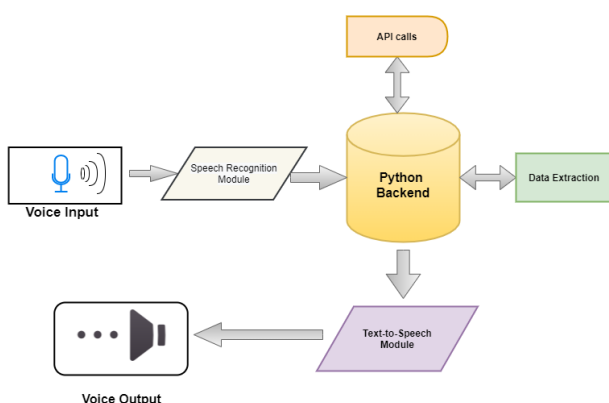 API calls
Speech Recognition
Module
Python
Backend
Data Extraction
Voice Input
Text-to-Speech
Module
Voice Output